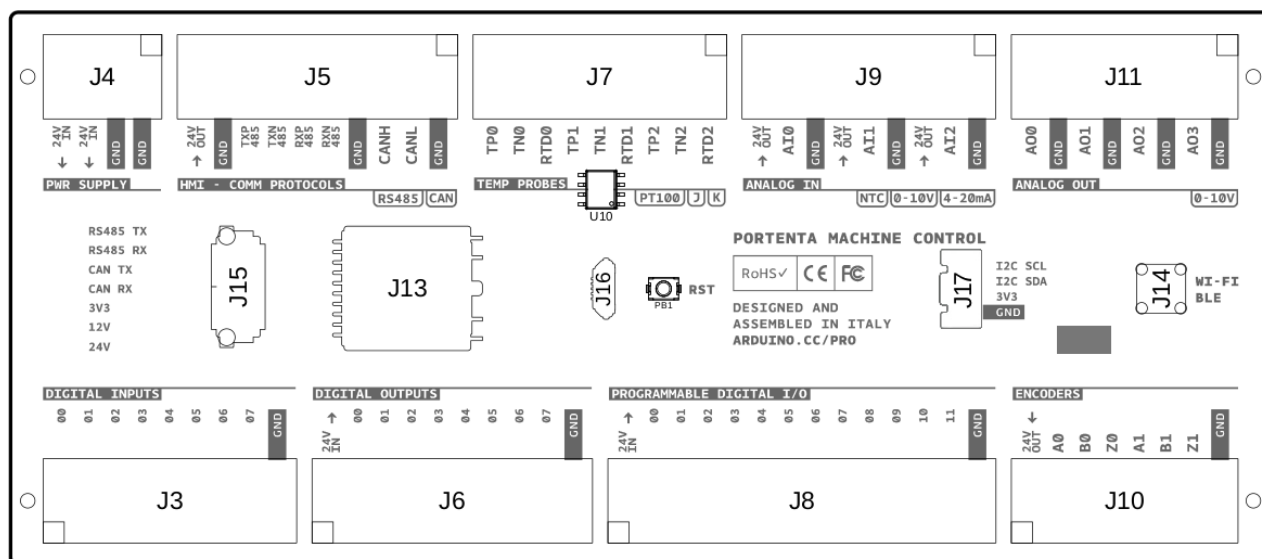 J4 J5 J7 J9 J11
24V IN 24V IN GND GND
24V OUT GND TXP 485 TXN 485 RXP 485 RXN 485 GND CANH CANL GND
TP0 TN0 RTD0 TP1 TN1 RTD1 TP2 TN2 RTD2
24V OUT AI0 GND 24V OUT AI1 GND 24V OUT AI2 GND
AO0 GND AO1 GND AO2 GND AO3 GND
PWR SUPPLY HMI - COMM PROTOCOLS TEMP PROBES ANALOG IN ANALOG OUT
RS485 CAN PT100 J K NTC 0-10V 4-20mA 0-10V
U10
RS485 TX
RS485 RX
CAN TX
CAN RX
3V3
12V
24V
J15
J13
J16
PB1
RST
PORTENTA MACHINE CONTROL
RoHS✓ CE FC
DESIGNED AND
ASSEMBLED IN ITALY
ARDUINO.CC/PRO
J17
I2C SCL
I2C SDA
3V3
GND
J14
WI-FI
BLE
DIGITAL INPUTS DIGITAL OUTPUTS PROGRAMMABLE DIGITAL I/O ENCODERS
00 01 02 03 04 05 06 07 GND
24V IN 00 01 02 03 04 05 06 07 GND
24V IN 00 01 02 03 04 05 06 07 08 09 10 11 GND
24V OUT A0 B0 Z0 A1 B1 Z1 GND
J3 J6 J8 J10